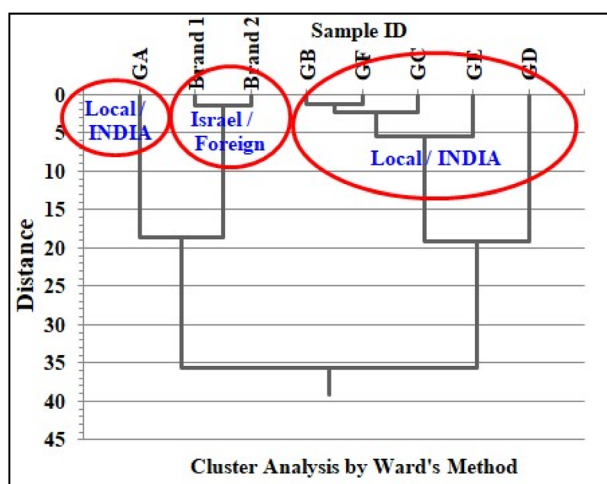 Sample ID
GA
Brand 1
Brand 2
GB
GF
GC
GE
GD
0
5
10
15
20
25
30
35
40
45
Distance
Local /
INDIA
Israel /
Foreign
Local / INDIA
Cluster Analysis by Ward's Method